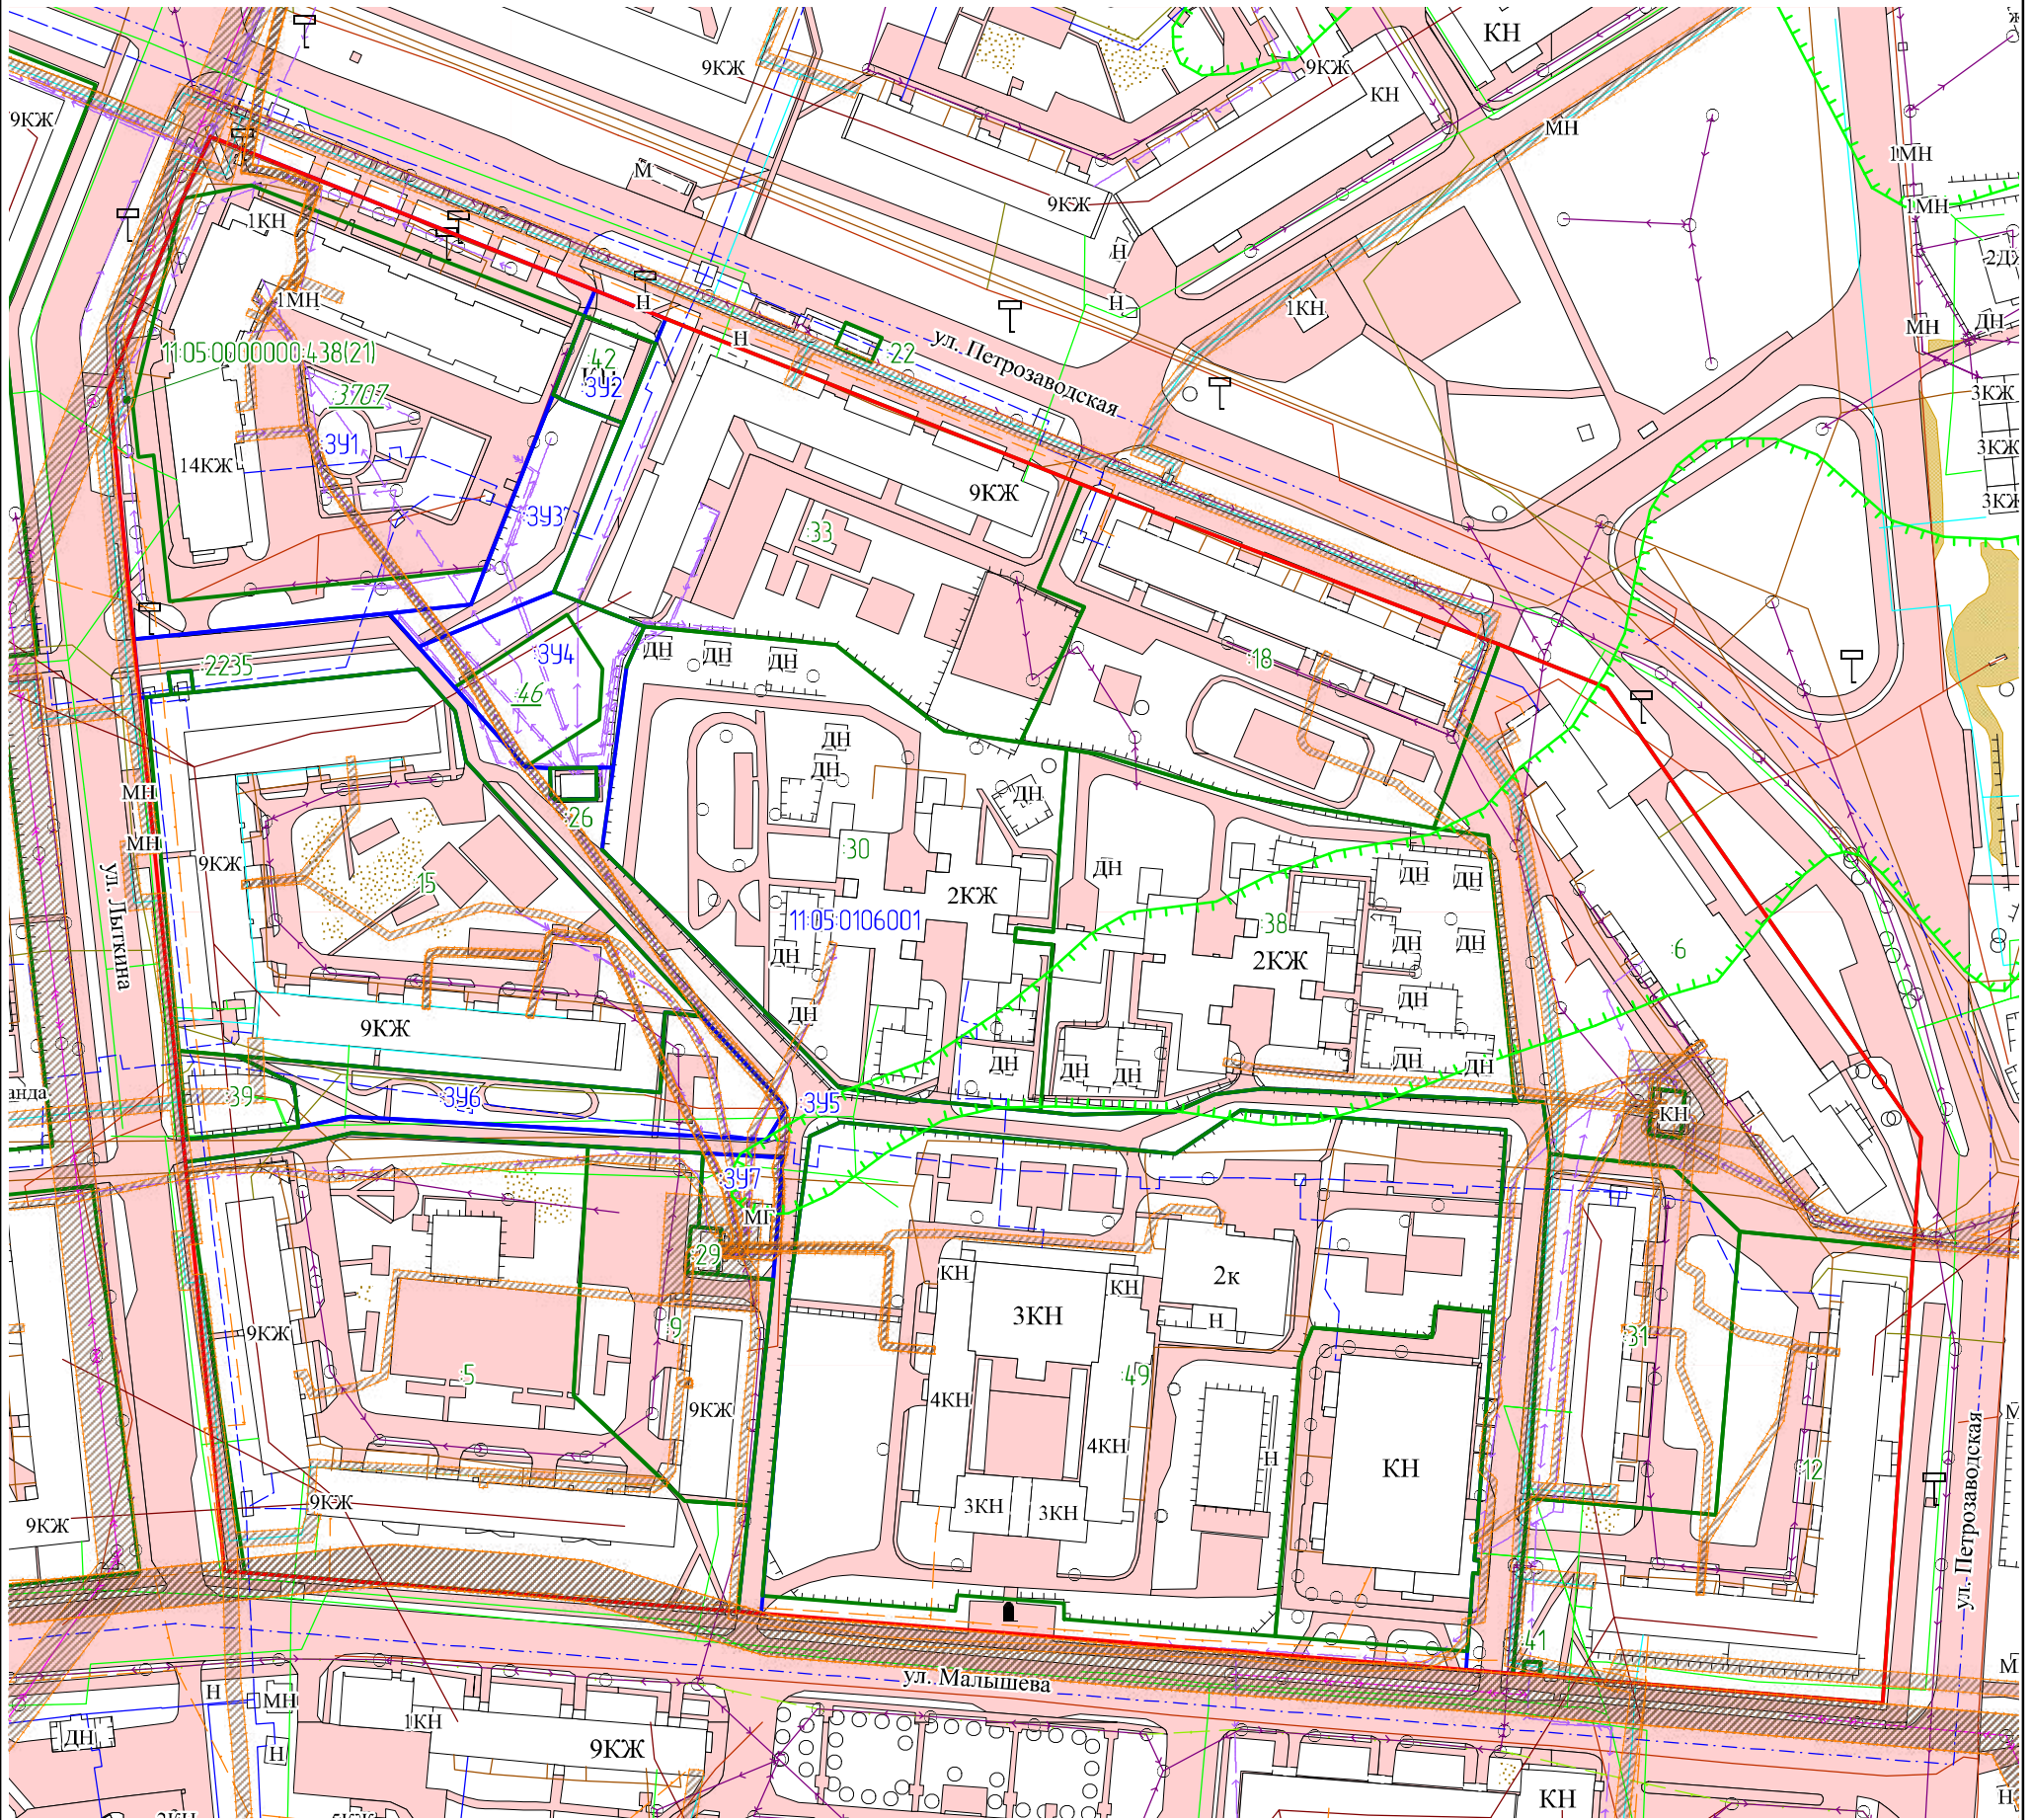 КН
9КЖ
9КЖ
КН
9КЖ
МН
1МН
М
9КЖ
1МН
1КН
Н
2ДЖ
1МН
Н
Н
1КН
ДН
МН
Н
11:05:0000000:438(21)
:42
:ЗУ2
:22
ул. Петрозаводская
:3707
3КЖ
:ЗУ1
3КЖ
14КЖ
9КЖ
3КЖ
:ЗУ3
:33
ДН
ДН
ДН
:ЗУ4
:18
:2235
:46
ДН
ДН
МН
ДН
:26
МН
:30
9КЖ
ДН
ДН
ДН
15
2КЖ
ул. Лыткина
11:05:0106001
:38
ДН
ДН
:6
ДН
2КЖ
ДН
ДН
9КЖ
ДН
ДН
ДН
ДН
ДН
ДН
:39
:ЗУ6
:ЗУ5
КН
:ЗУ7
МГ
:29
КН
КН
2к
3КН
Н
9КЖ
:9
:31
:5
:49
4КН
9КЖ
4КН
Н
КН
:12
9КЖ
3КН
3КН
9КЖ
ул. Петрозаводская
:41
ул. Малышева
Н
МН
1КН
ДН
Н
9КЖ
КН
Н